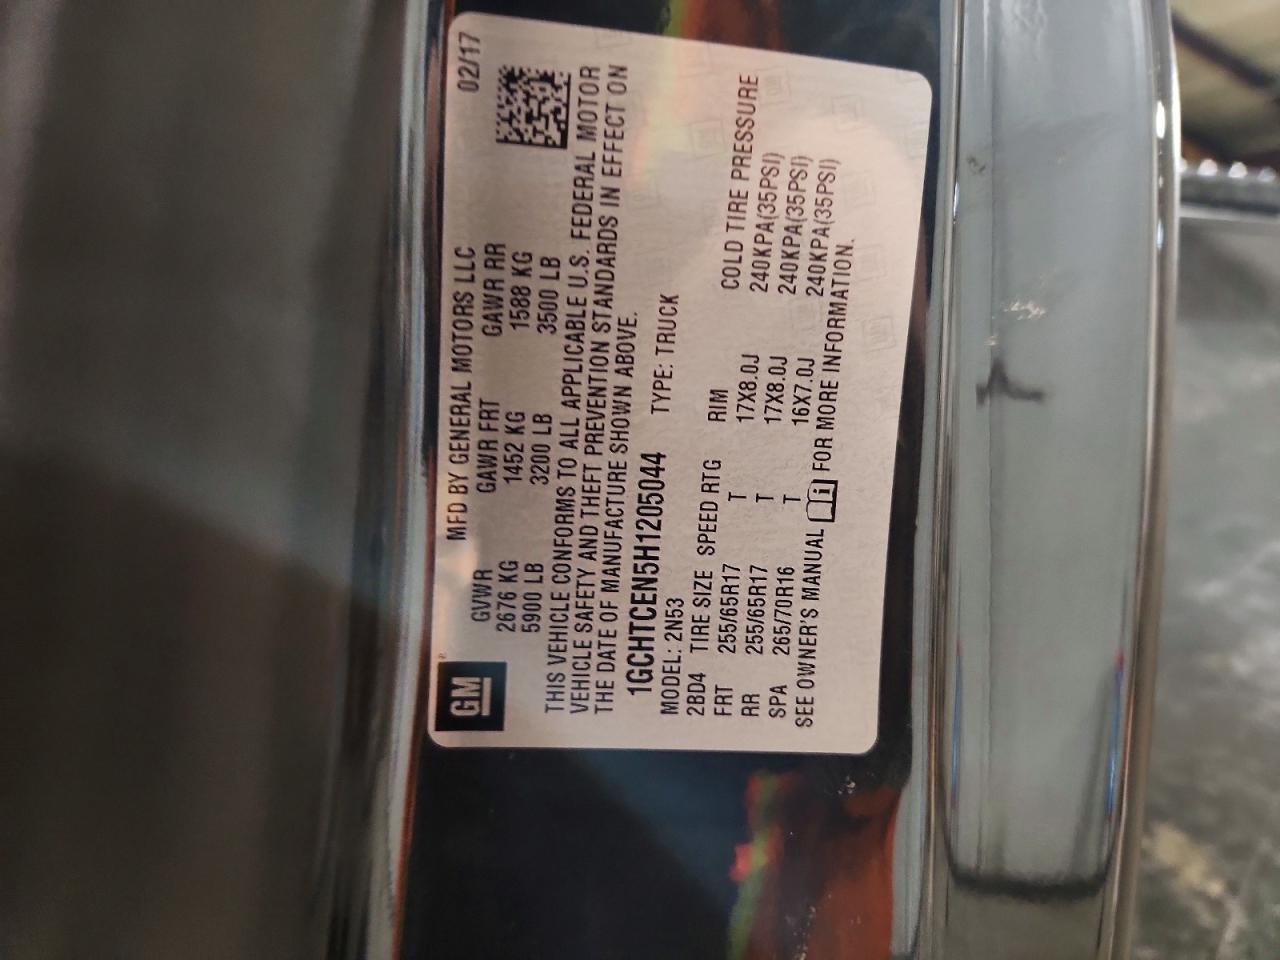 GM
MFD BY GENERAL MOTORS LLC 02/17
GVWR GAWR FRT GAWR RR
2676 KG 1452 KG 1588 KG
5900 LB 3200 LB 3500 LB
THIS VEHICLE CONFORMS TO ALL APPLICABLE U.S. FEDERAL MOTOR
VEHICLE SAFETY AND THEFT PREVENTION STANDARDS IN EFFECT ON
THE DATE OF MANUFACTURE SHOWN ABOVE.
1GCHTCEN5H1205044 TYPE: TRUCK
MODEL: 2N53
2BD4 TIRE SIZE SPEED RTG RIM COLD TIRE PRESSURE
FRT 255/65R17 T 17X8.0J 240KPA(35PSI)
RR 255/65R17 T 17X8.0J 240KPA(35PSI)
SPA 265/70R16 T 16X7.0J 240KPA(35PSI)
SEE OWNER'S MANUAL i FOR MORE INFORMATION.